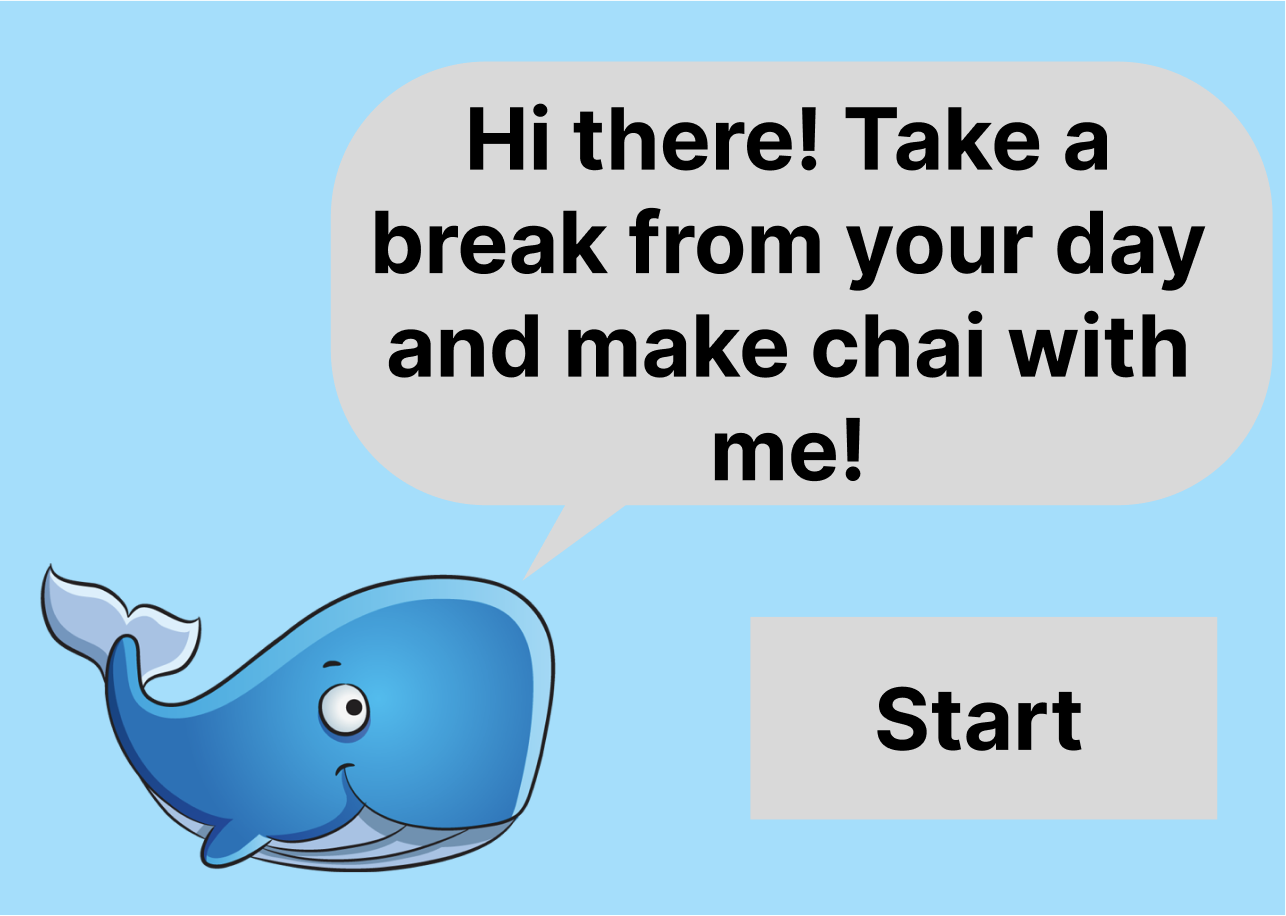 Hi there! Take a
break from your day
and make chai with
me!
Start